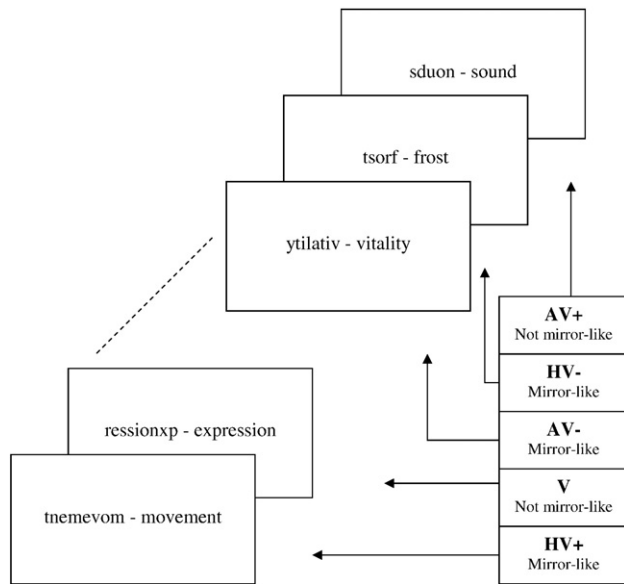 sduon - sound
tsorf - frost
ytilativ - vitality
ressionxp - expression
tnemevom - movement
AV+
Not mirror-like
HV-
Mirror-like
AV-
Mirror-like
V
Not mirror-like
HV+
Mirror-like